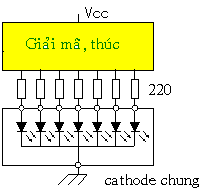 Vcc
Giải mã, thúc
220
cathode chung